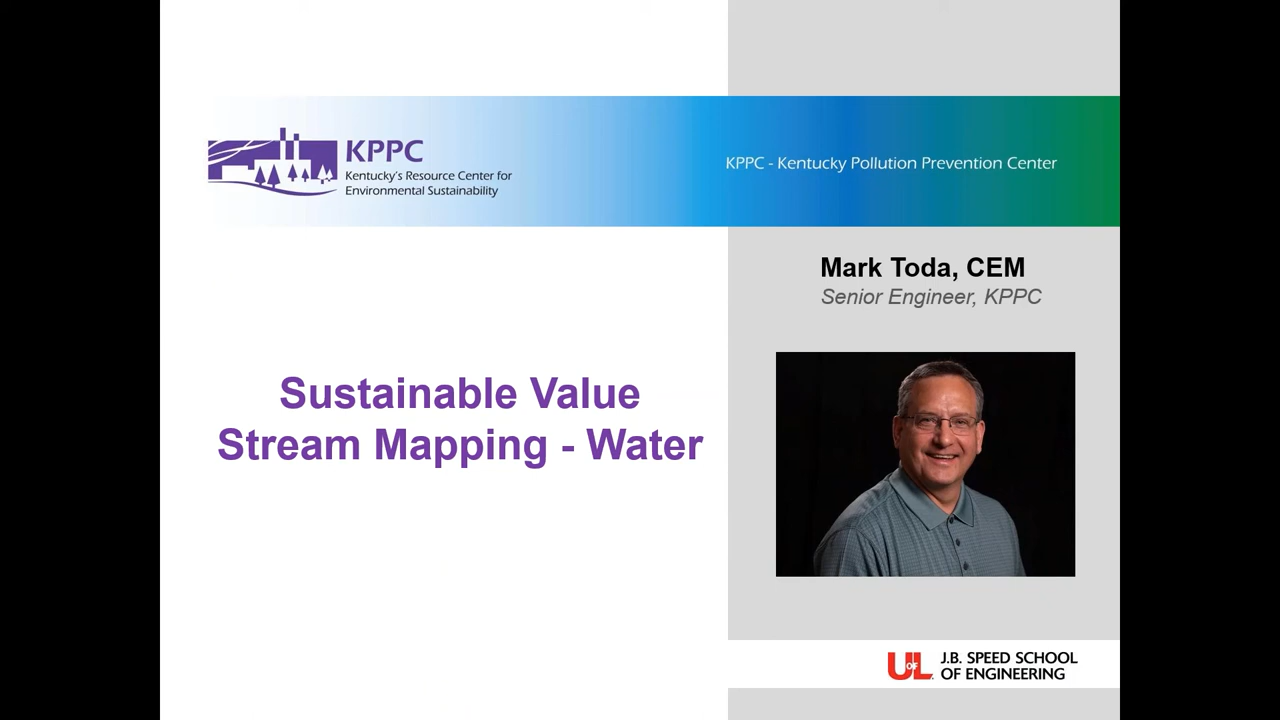 KPPC
Kentucky's Resource Center for
Environmental Sustainability
KPPC - Kentucky Pollution Prevention Center
Mark Toda, CEM
Senior Engineer, KPPC
Sustainable Value
Stream Mapping - Water
UofL
J.B. SPEED SCHOOL
OF ENGINEERING